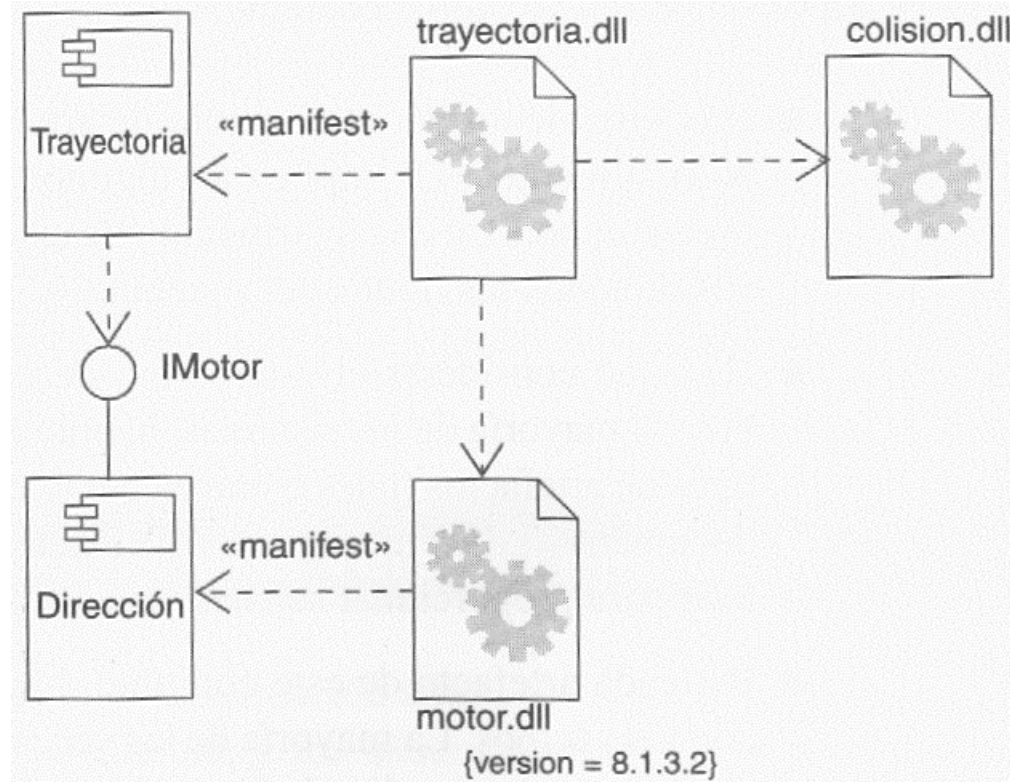 trayectoria.dll
colision.dll
«manifest»
Trayectoria
IMotor
«manifest»
Dirección
motor.dll
{version = 8.1.3.2}